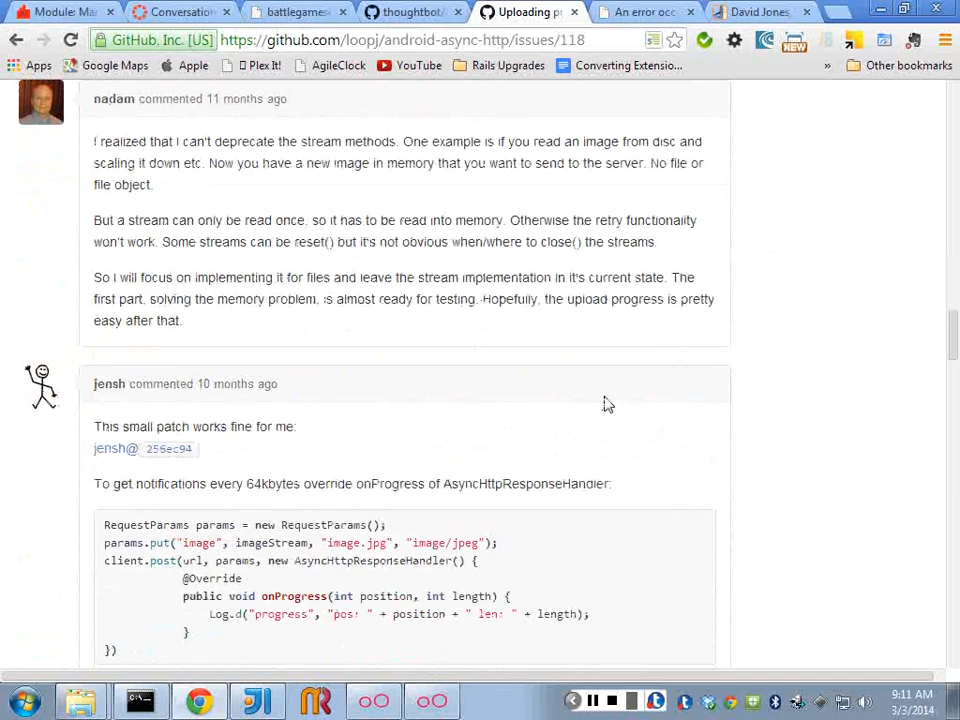 Module: Ma
Conversation
battlegame
thoughtbot/
Uploading p
An error occ
David Jones
GitHub, Inc. [US]
https://github.com/loopj/android-async-http/issues/118
Apps
Google Maps
Apple
Plex It!
AgileClock
YouTube
Rails Upgrades
Converting Extensio...
»
Other bookmarks
NEW
nadam commented 11 months ago
I realized that I can't deprecate the stream methods. One example is if you read an image from disc and
scaling it down etc. Now you have a new image in memory that you want to send to the server. No file or
file object.
But a stream can only be read once, so it has to be read into memory. Otherwise the retry functionality
won't work. Some streams can be reset() but it's not obvious when/where to close() the streams.
So I will focus on implementing it for files and leave the stream implementation in it's current state. The
first part, solving the memory problem, is almost ready for testing. Hopefully, the upload progress is pretty
easy after that.
jensh commented 10 months ago
This small patch works fine for me:
jensh@ 256ec94
To get notifications every 64kbytes override onProgress of AsyncHttpResponseHandler:
RequestParams params = new RequestParams();
params.put("image", imageStream, "image.jpg", "image/jpeg");
client.post(url, params, new AsyncHttpResponseHandler() {
@Override
public void onProgress(int position, int length) {
Log.d("progress", "pos: " + position + " len: " + length);
}
})
9:11 AM
3/3/2014